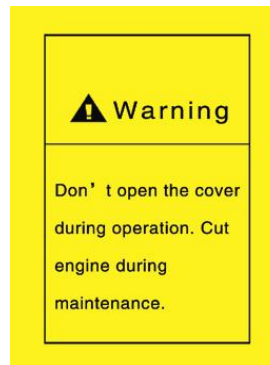 Warning
Don’t open the cover
during operation. Cut
engine during
maintenance.